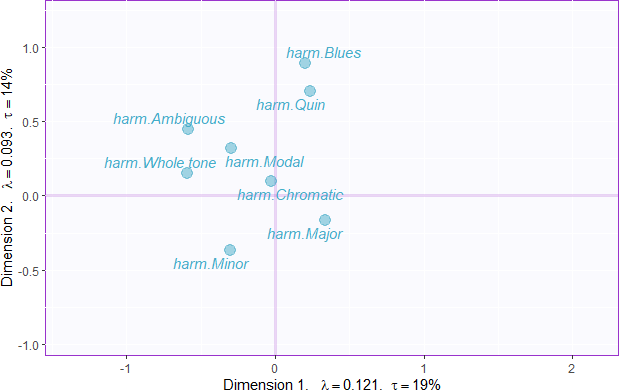 harm.Blues
1.0
harm.Quin
harm.Ambiguous
0.5
harm.Whole tone
harm.Modal
0.0
harm.Chromatic
harm.Major
harm.Minor
-0.5
-1.0
-1 0 1 2
Dimension 1. λ=0.121. τ=19%
Dimension 2. λ=0.093. τ=14%